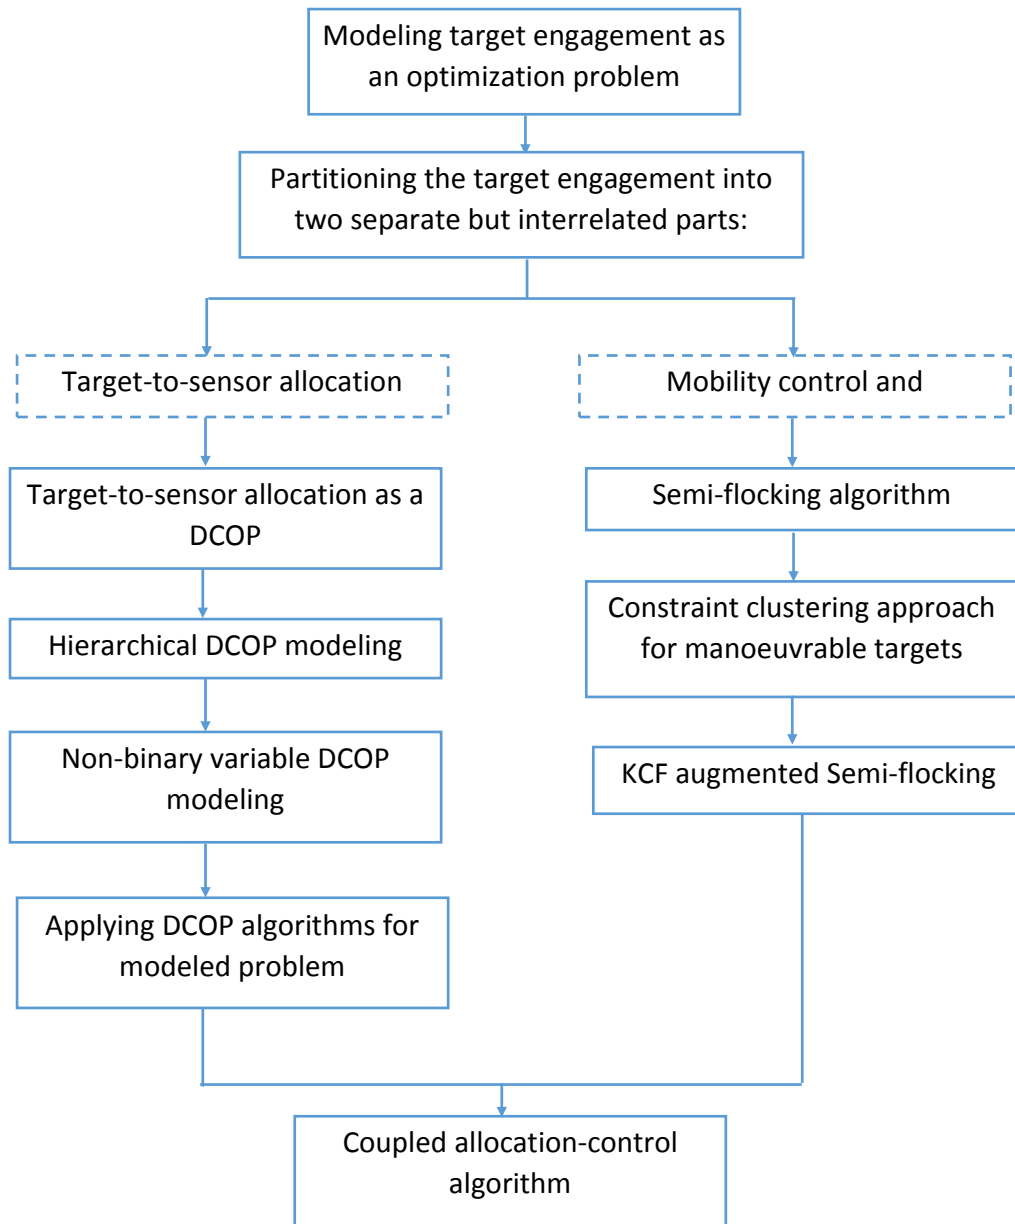 Modeling target engagement as
an optimization problem
Partitioning the target engagement into
two separate but interrelated parts:
Target-to-sensor allocation
Target-to-sensor allocation as a
DCOP
Hierarchical DCOP modeling
Non-binary variable DCOP
modeling
Applying DCOP algorithms for
modeled problem
Mobility control and
Semi-flocking algorithm
Constraint clustering approach
for manoeuvrable targets
KCF augmented Semi-flocking
Coupled allocation-control
algorithm